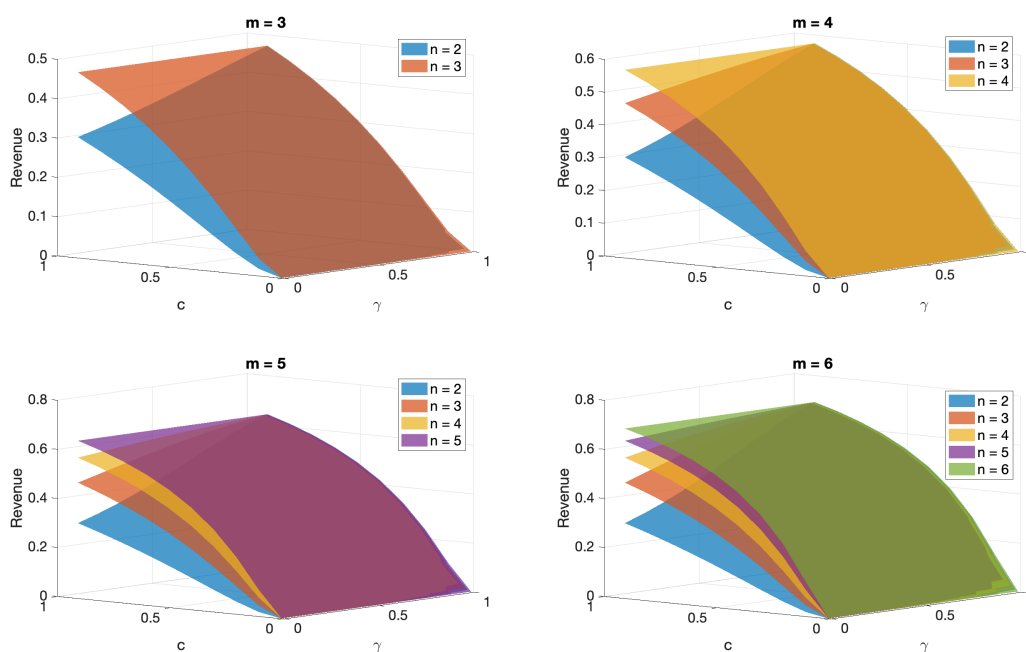 m = 3
n = 2
n = 3
Revenue
0.5
0.4
0.3
0.2
0.1
0
1
0.5
0
c
0
0.5
1
γ
m = 4
n = 2
n = 3
n = 4
Revenue
0.6
0.5
0.4
0.3
0.2
0.1
0
1
0.5
0
c
0
0.5
γ
m = 5
n = 2
n = 3
n = 4
n = 5
Revenue
0.8
0.6
0.4
0.2
0
1
0.5
0
c
0
0.5
1
γ
m = 6
n = 2
n = 3
n = 4
n = 5
n = 6
Revenue
0.8
0.6
0.4
0.2
0
1
0.5
0
c
0
0.5
γ